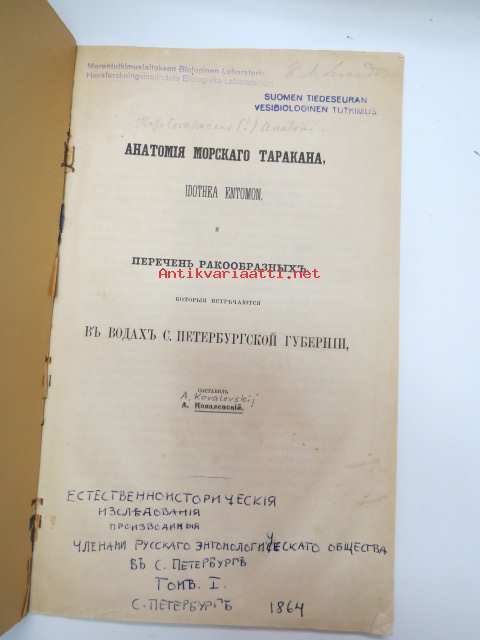 Merentutkimuslaitoksen Biologinen Laboratorio
Havsforskningsinstitutets Biologiska Laboratorium
SUOMEN TIEDESEURAN
VESIBIOLOGINEN TUTKIMUS
АНАТОМІЯ МОРСКАГО ТАРАКАНА,
IDOTHEA ENTOMON.
И
ПЕРЕЧЕНЬ РАКООБРАЗНЫХЪ,
Antikvariaatti.net
КОТОРЫЯ ВСТРѢЧАЮТСЯ
ВЪ ВОДАХЪ С. ПЕТЕРБУРГСКОЙ ГУБЕРНІИ,
СОСТАВИЛЪ
A. Kovalevskij
А. Ковалевскій.
ЕСТЕСТВЕННОИСТОРИЧЕСКІЯ
ИЗСЛѢДОВАНІЯ
ПРОИЗВОДИМЫЯ
ЧЛЕНАМИ РУССКАГО ЭНТОМОЛОГИЧЕСКАТО ОБЩЕСТВА
ВЪ С. ПЕТЕРБУРГѢ
ТОМЪ. I.
С. ПЕТЕРБУРГЪ 1864